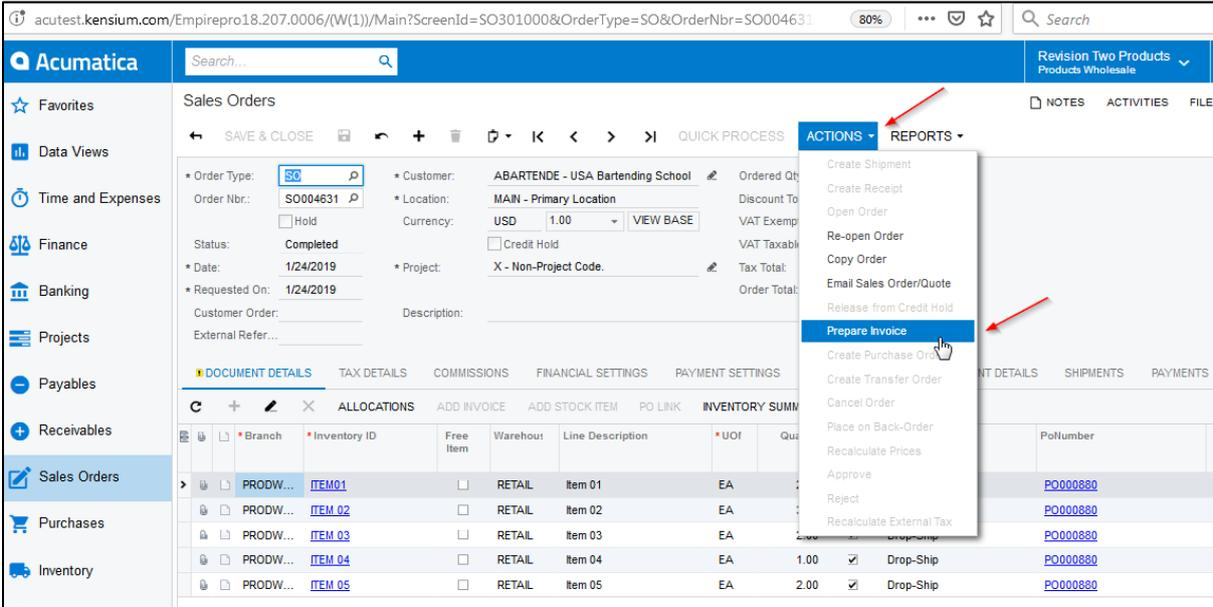 acutest.kensium.com/Empirepro18.207.0006/(W(1))/Main?ScreenId=SO301000&OrderType=SO&OrderNbr=SO004631 80% Search
Acumatica Search... Revision Two Products
Products Wholesale
Favorites
Data Views
Time and Expenses
Finance
Banking
Projects
Payables
Receivables
Sales Orders
Purchases
Inventory
Sales Orders NOTES ACTIVITIES FILE
SAVE & CLOSE QUICK PROCESS ACTIONS REPORTS
* Order Type: SO * Customer: ABARTENDE - USA Bartending School Ordered Qty
Order Nbr.: SO004631 * Location: MAIN - Primary Location Discount To
Hold Currency: USD 1.00 VIEW BASE VAT Exemp
Status: Completed Credit Hold VAT Taxabl
* Date: 1/24/2019 * Project: X - Non-Project Code. Tax Total:
* Requested On: 1/24/2019 Order Total:
Customer Order: Description:
External Refer...
Create Shipment
Create Receipt
Open Order
Re-open Order
Copy Order
Email Sales Order/Quote
Release from Credit Hold
Prepare Invoice
Create Purchase Ord
Create Transfer Order
Cancel Order
Place on Back-Order
Recalculate Prices
Approve
Reject
Recalculate External Tax
DOCUMENT DETAILS TAX DETAILS COMMISSIONS FINANCIAL SETTINGS PAYMENT SETTINGS NT DETAILS SHIPMENTS PAYMENTS
ALLOCATIONS ADD INVOICE ADD STOCK ITEM PO LINK INVENTORY SUMM
* Branch * Inventory ID Free Item Warehous Line Description * UOM Qua PoNumber
PRODW... ITEM01 RETAIL Item 01 EA PO000880
PRODW... ITEM 02 RETAIL Item 02 EA PO000880
PRODW... ITEM 03 RETAIL Item 03 EA 2.00 Drop-Ship PO000880
PRODW... ITEM 04 RETAIL Item 04 EA 1.00 Drop-Ship PO000880
PRODW... ITEM 05 RETAIL Item 05 EA 2.00 Drop-Ship PO000880